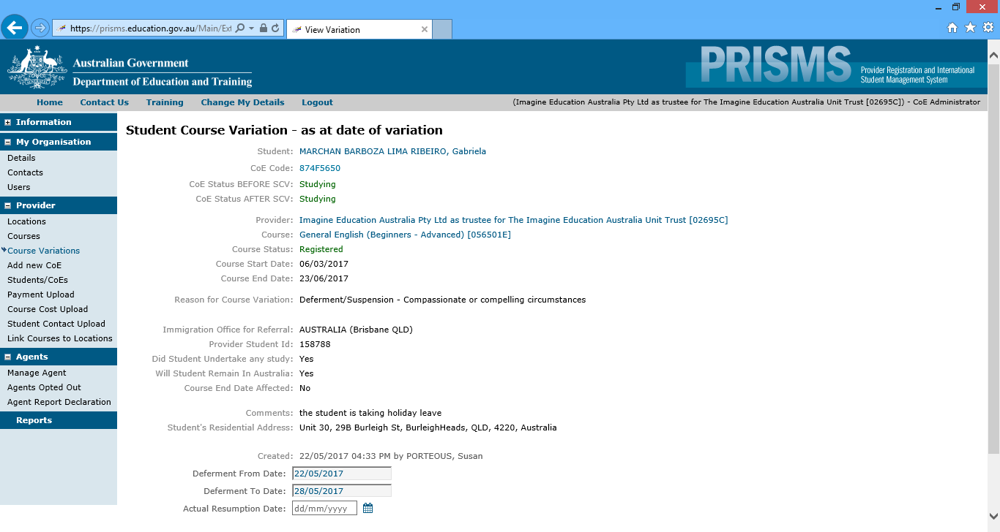 https://prisms.education.gov.au/Main/Ext
View Variation
Australian Government
Department of Education and Training
PRISMS
Provider Registration and International
Student Management System
Home Contact Us Training Change My Details Logout
(Imagine Education Australia Pty Ltd as trustee for The Imagine Education Australia Unit Trust [02695C]) - CoE Administrator
Information
My Organisation
Details
Contacts
Users
Provider
Locations
Courses
Course Variations
Add new CoE
Students/CoEs
Payment Upload
Course Cost Upload
Student Contact Upload
Link Courses to Locations
Agents
Manage Agent
Agents Opted Out
Agent Report Declaration
Reports
Student Course Variation - as at date of variation
Student: MARCHAN BARBOZA LIMA RIBEIRO, Gabriela
CoE Code: 874F5650
CoE Status BEFORE SCV: Studying
CoE Status AFTER SCV: Studying
Provider: Imagine Education Australia Pty Ltd as trustee for The Imagine Education Australia Unit Trust [02695C]
Course: General English (Beginners - Advanced) [056501E]
Course Status: Registered
Course Start Date: 06/03/2017
Course End Date: 23/06/2017
Reason for Course Variation: Deferment/Suspension - Compassionate or compelling circumstances
Immigration Office for Referral: AUSTRALIA (Brisbane QLD)
Provider Student Id: 158788
Did Student Undertake any study: Yes
Will Student Remain In Australia: Yes
Course End Date Affected: No
Comments: the student is taking holiday leave
Student's Residential Address: Unit 30, 29B Burleigh St, BurleighHeads, QLD, 4220, Australia
Created: 22/05/2017 04:33 PM by PORTEOUS, Susan
Deferment From Date: 22/05/2017
Deferment To Date: 28/05/2017
Actual Resumption Date: dd/mm/yyyy